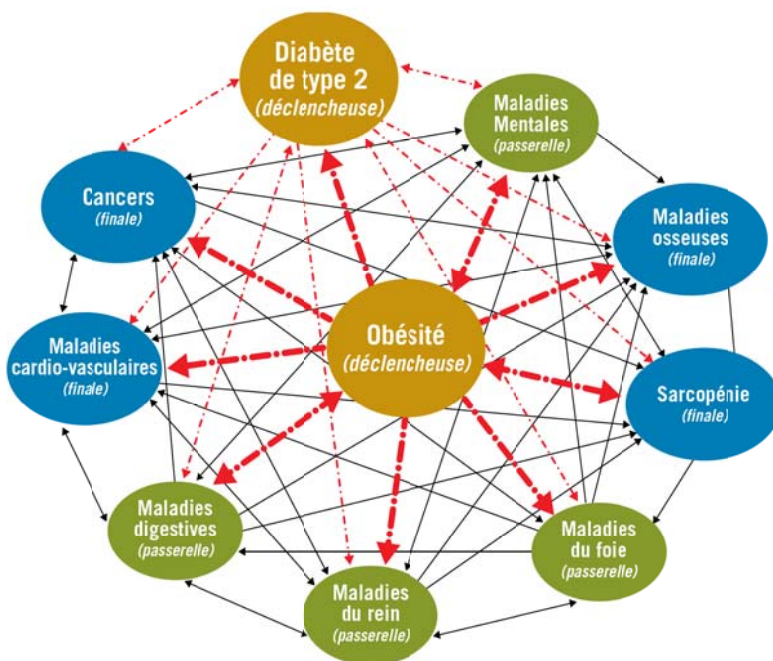 Diabète
de type 2
(déclencheuse)
Maladies
Mentales
(passerelle)
Cancers
(finale)
Maladies
osseuses
(finale)
Obésité
(déclencheuse)
Maladies
cardio-vasculaires
(finale)
Sarcopénie
(finale)
Maladies
digestives
(passerelle)
Maladies
du foie
(passerelle)
Maladies
du rein
(passerelle)